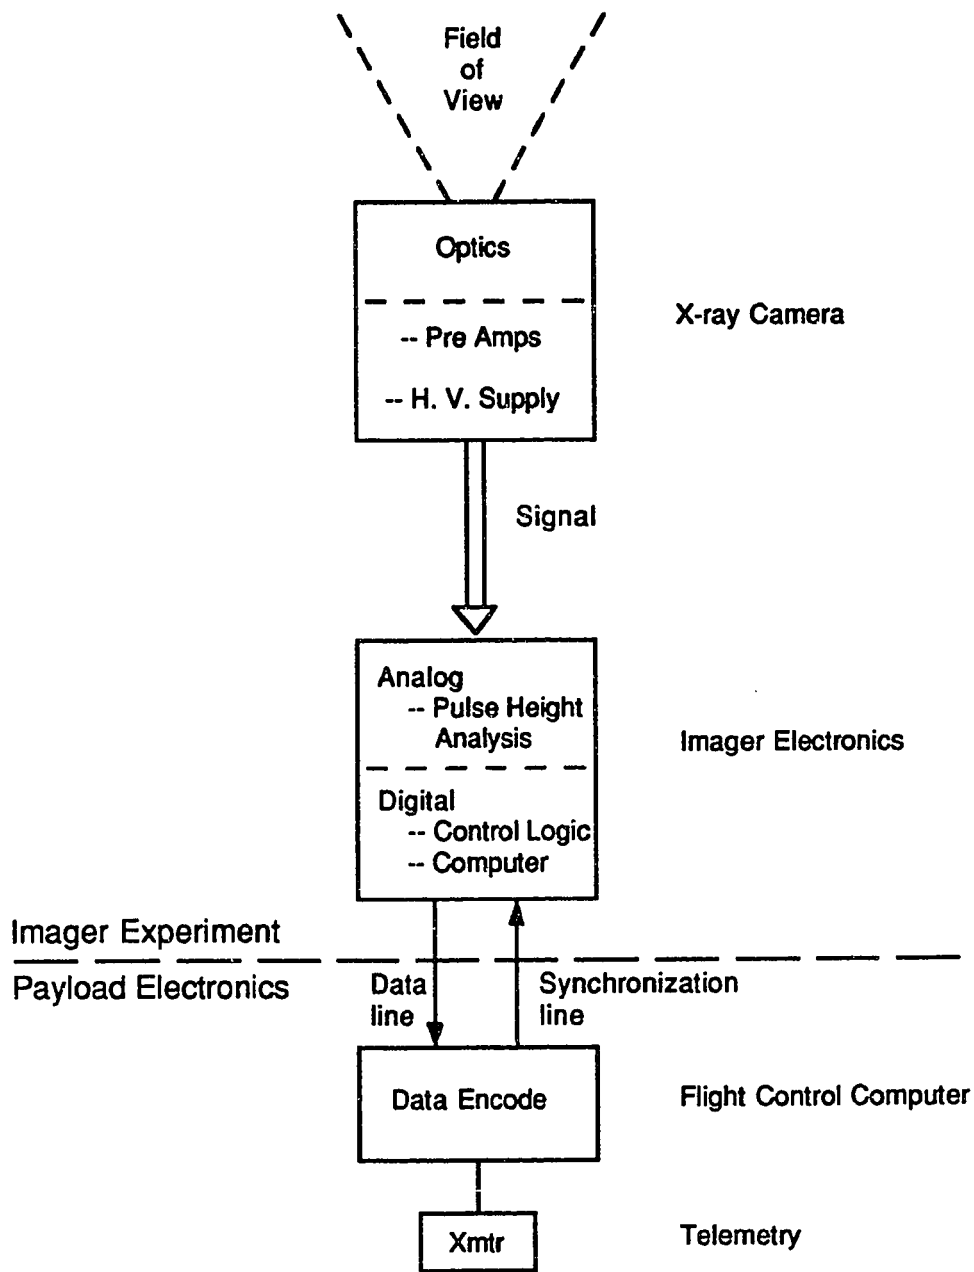 Field
of
View
Optics
-- Pre Amps
-- H. V. Supply
X-ray Camera
Signal
Analog
-- Pulse Height
Analysis
Digital
-- Control Logic
-- Computer
Imager Electronics
Imager Experiment
Payload Electronics
Data
line
Synchronization
line
Data Encode
Flight Control Computer
Xmtr
Telemetry